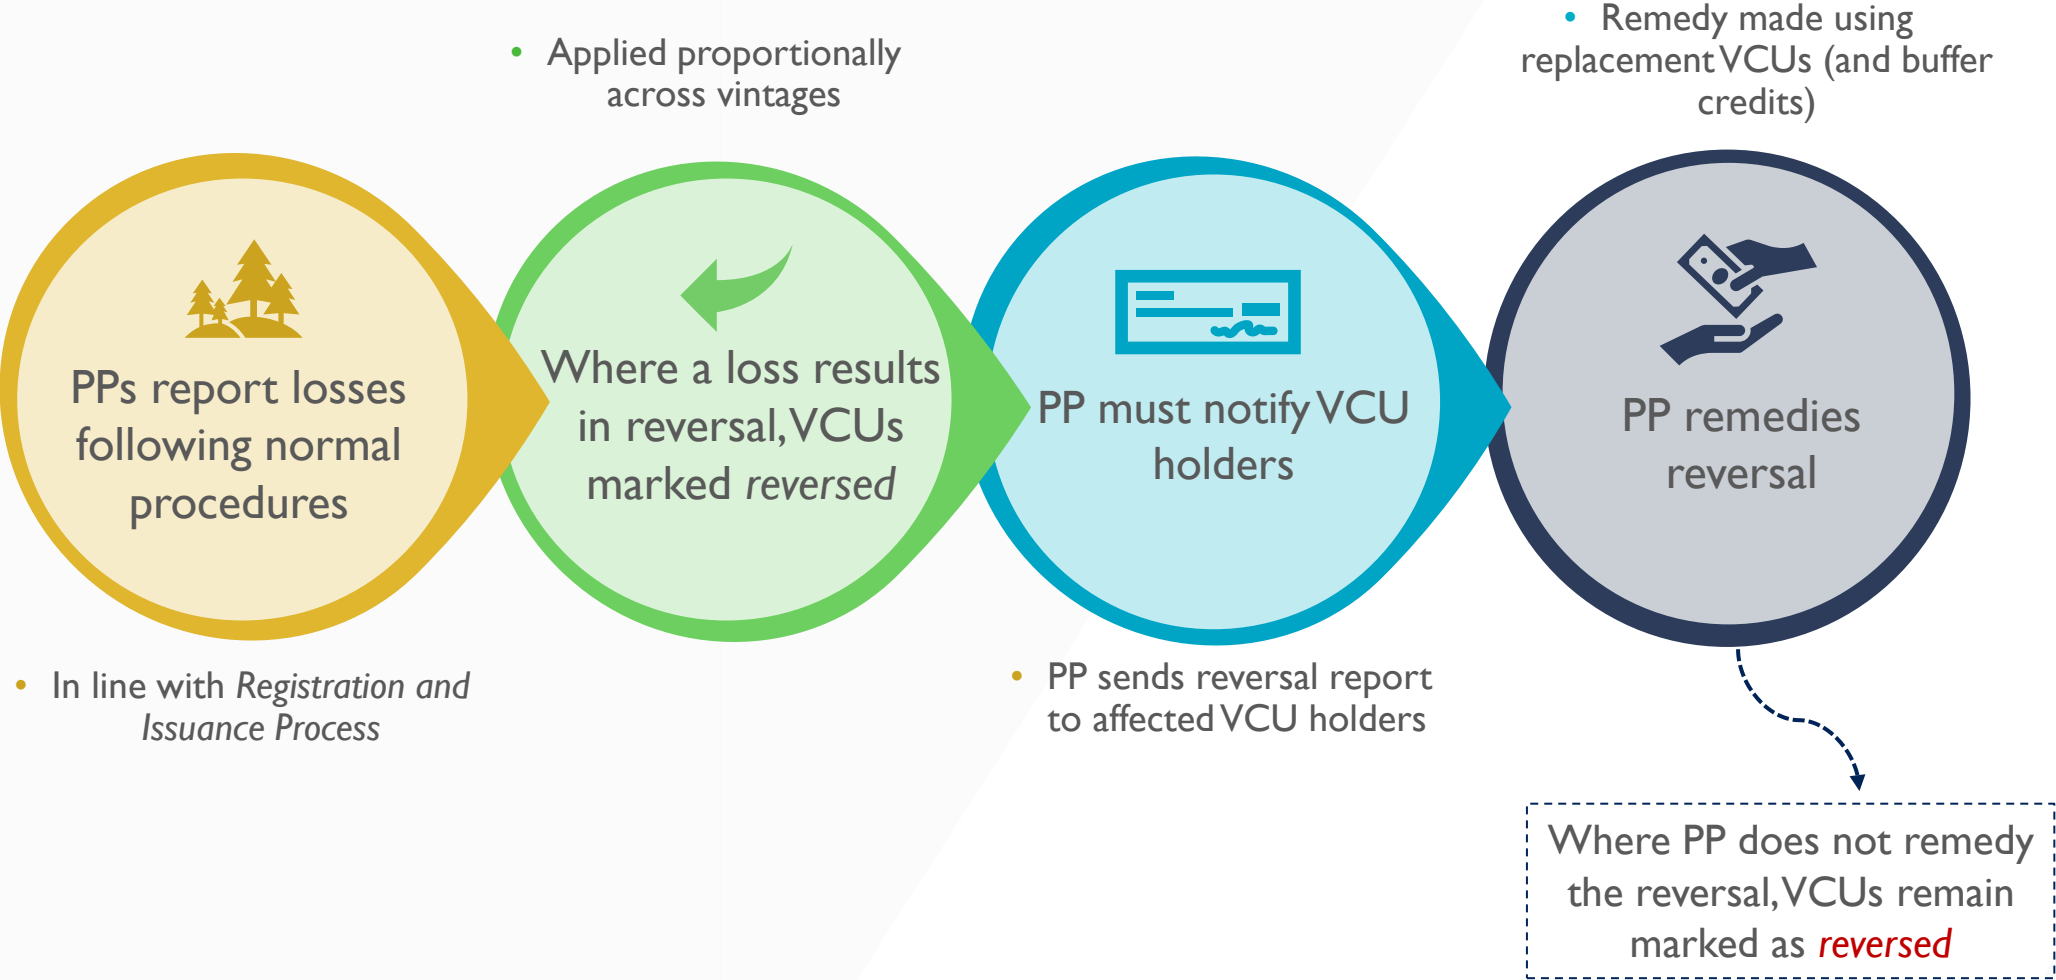 PPs report losses
following normal
procedures
• In line with Registration and
Issuance Process
• Applied proportionally
across vintages
Where a loss results
in reversal, VCUs
marked reversed
PP must notify VCU
holders
• PP sends reversal report
to affected VCU holders
• Remedy made using
replacement VCUs (and buffer
credits)
PP remedies
reversal
Where PP does not remedy
the reversal, VCUs remain
marked as reversed